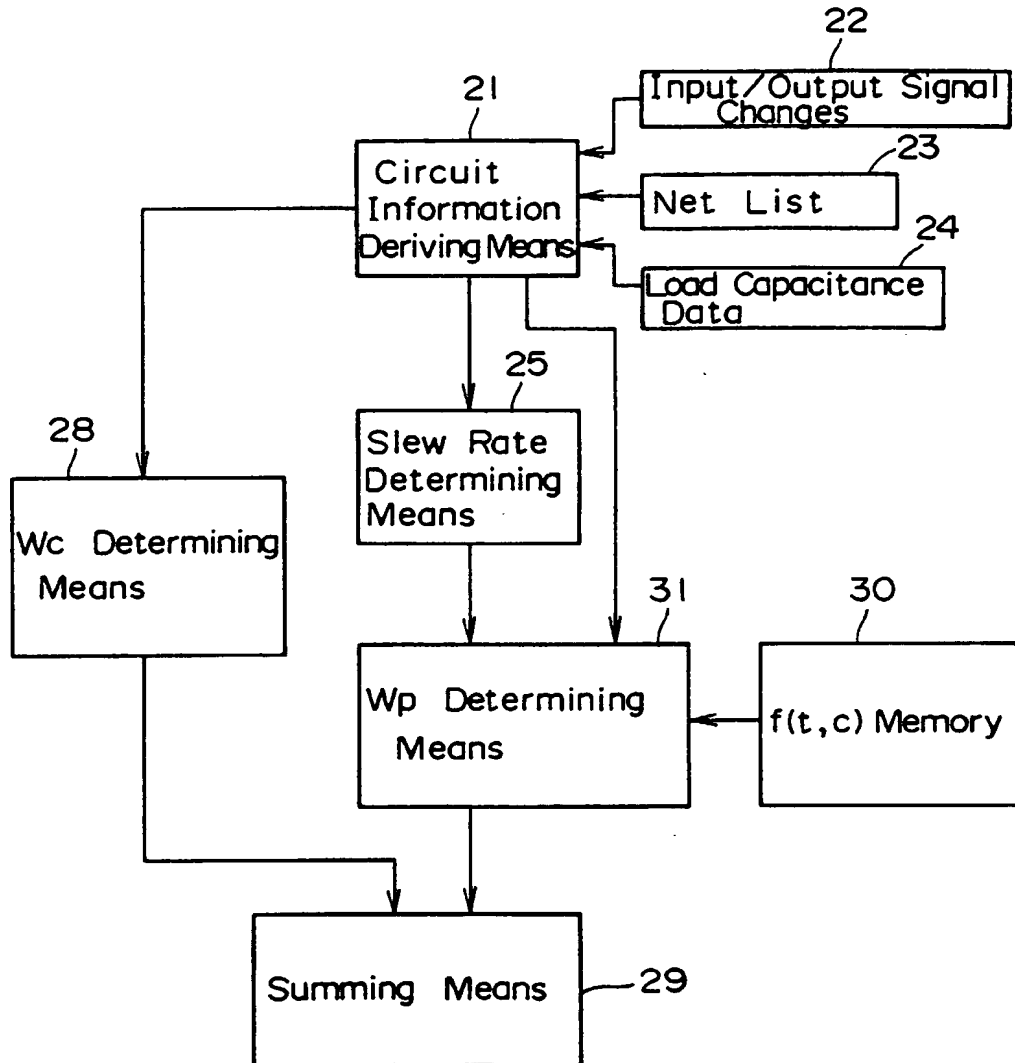 22
Input/Output Signal
Changes
21
Circuit
Information
Deriving Means
23
Net List
24
Load Capacitance
Data
25
Slew Rate
Determining
Means
28
Wc Determining
Means
31
Wp Determining
Means
30
f(t,c) Memory
Summing Means
29